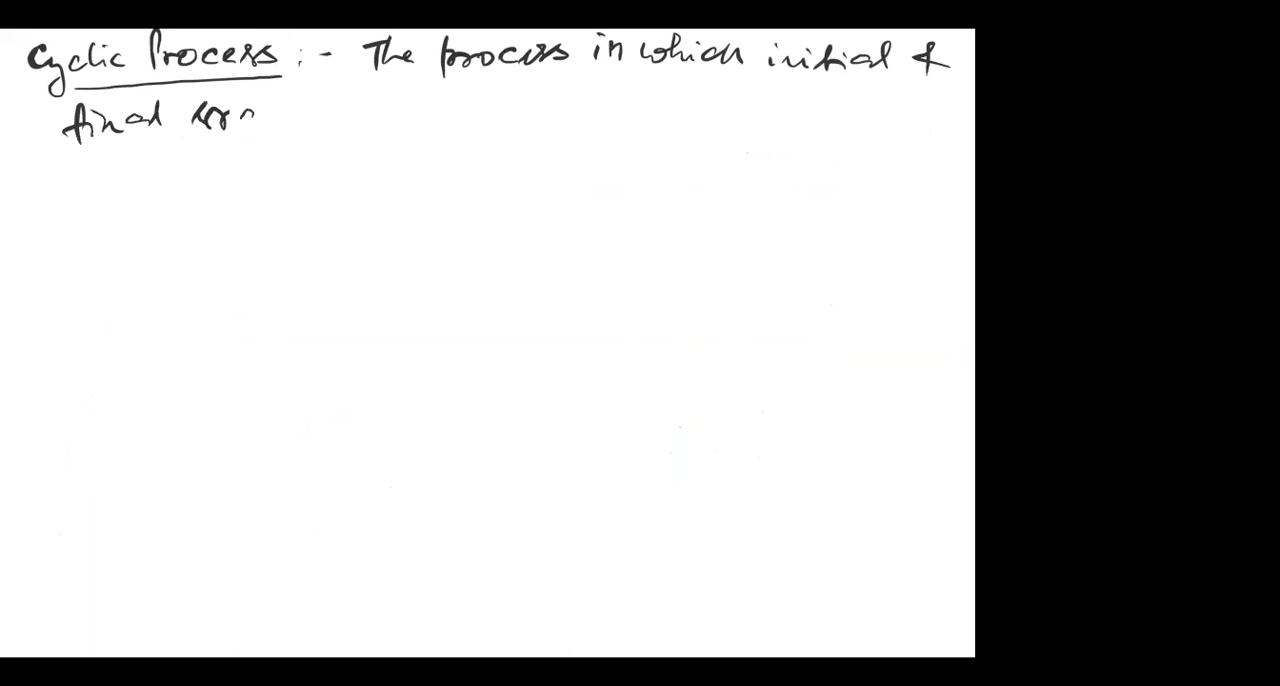 Cyclic Process :- The process in which initial &
final